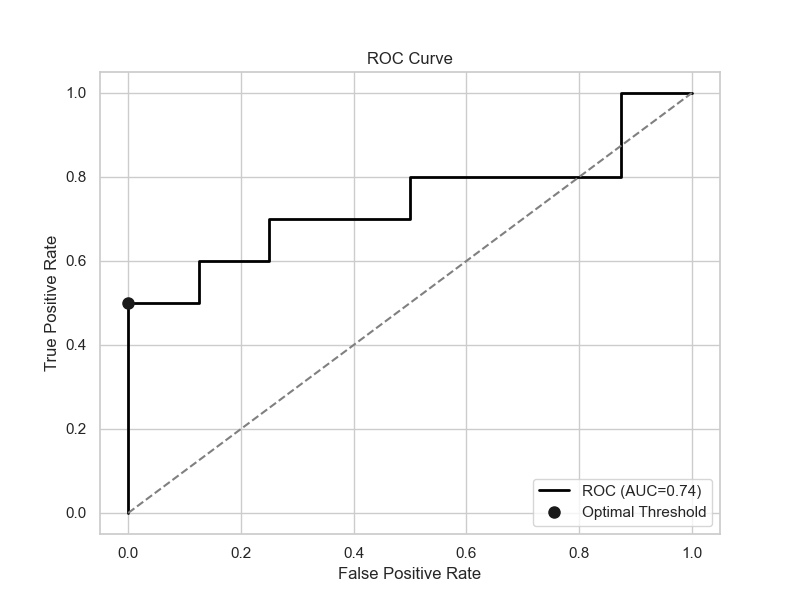 ROC Curve
1.0
0.8
0.6
0.4
0.2
0.0
True Positive Rate
0.0 0.2 0.4 0.6 0.8 1.0
False Positive Rate
ROC (AUC=0.74)
Optimal Threshold